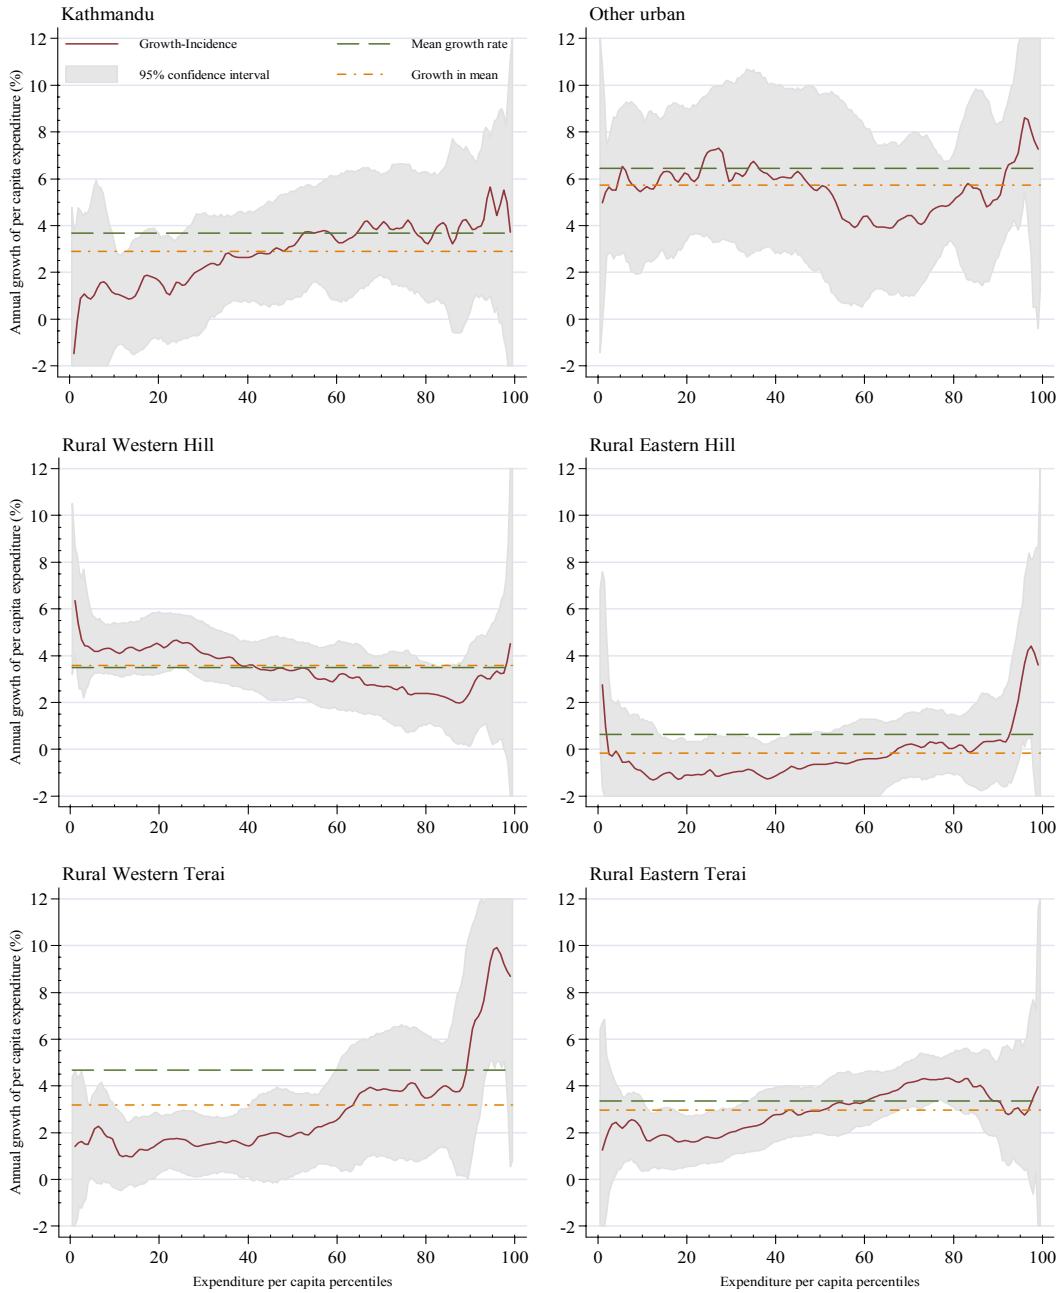 Kathmandu
Other urban
12
10
8
6
4
2
0
-2
Annual growth of per capita expenditure (%)
Growth-Incidence
95% confidence interval
Mean growth rate
Growth in mean
0 20 40 60 80 100
12
10
8
6
4
2
0
-2
0 20 40 60 80 100
Rural Western Hill
Rural Eastern Hill
12
10
8
6
4
2
0
-2
Annual growth of per capita expenditure (%)
0 20 40 60 80 100
12
10
8
6
4
2
0
-2
0 20 40 60 80 100
Rural Western Terai
Rural Eastern Terai
12
10
8
6
4
2
0
-2
Annual growth of per capita expenditure (%)
0 20 40 60 80 100
Expenditure per capita percentiles
12
10
8
6
4
2
0
-2
0 20 40 60 80 100
Expenditure per capita percentiles